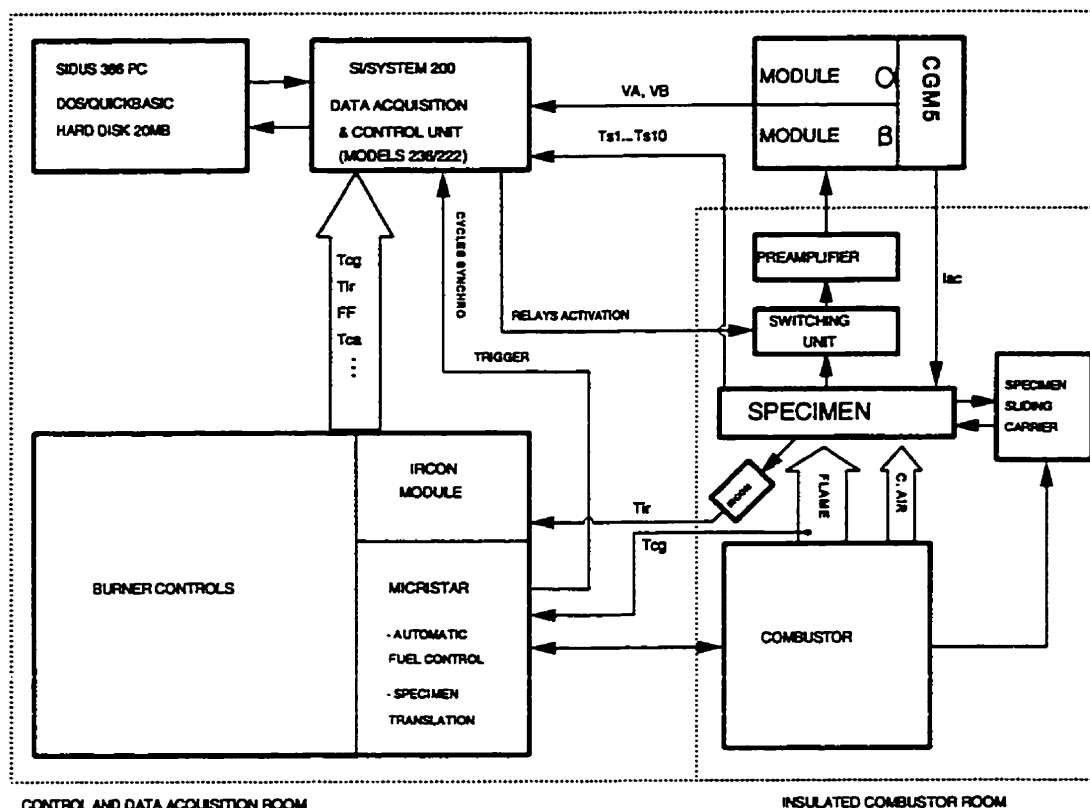 SIDUS 386 PC
DOS/QUICKBASIC
HARD DISK 20MB
SI/SYSTEM 200
DATA ACQUISITION
& CONTROL UNIT
(MODELS 236/222)
VA, VB
Ts1...Ts10
MODULE O
MODULE B
CGM5
PREAMPLIFIER
SWITCHING
UNIT
Iac
Tcg
Tir
FF
Tca
...
CYCLES SYNCHRO
RELAYS ACTIVATION
TRIGGER
SPECIMEN
SPECIMEN
SLIDING
CARRIER
IRCON
MODULE
IRCON
FLAME
C. AIR
Tir
Tcg
BURNER CONTROLS
MICRISTAR
- AUTOMATIC
FUEL CONTROL
- SPECIMEN
TRANSLATION
COMBUSTOR
CONTROL AND DATA ACQUISITION ROOM
INSULATED COMBUSTOR ROOM